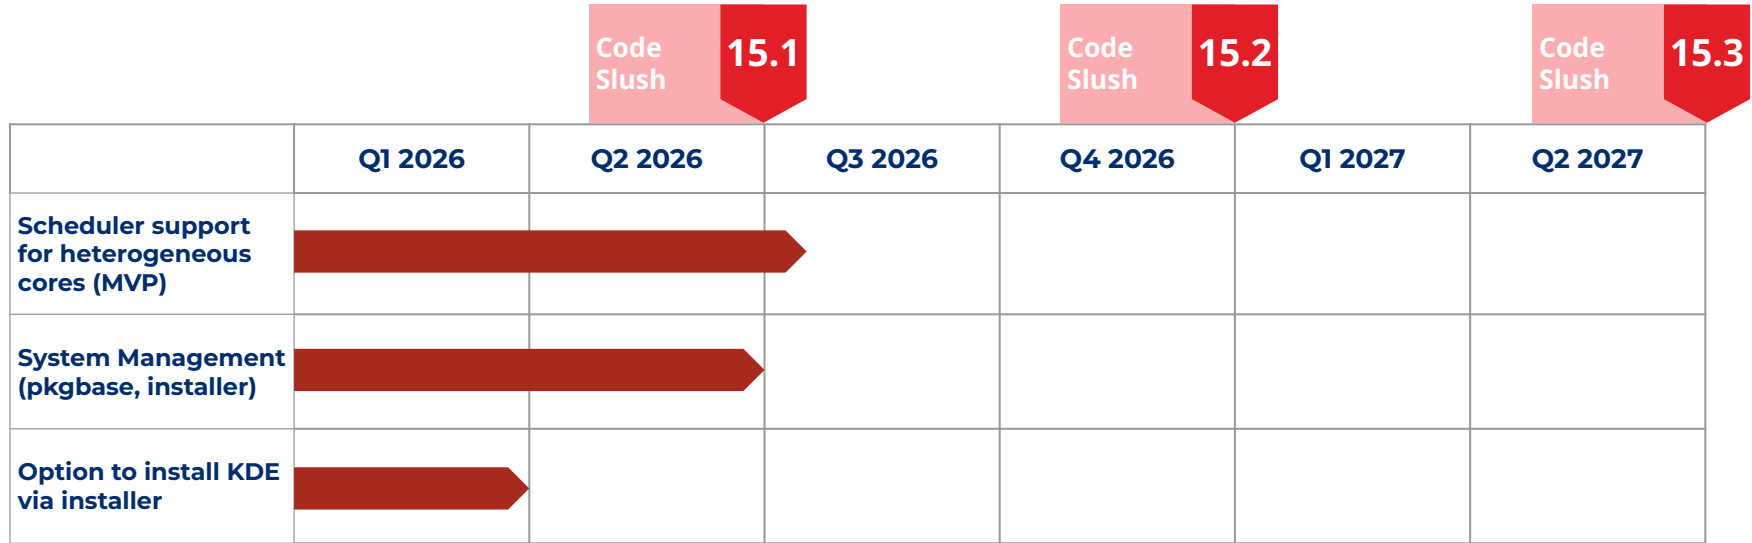 Code
Slush
15.1
Code
Slush
15.2
Code
Slush
15.3
Q1 2026
Q2 2026
Q3 2026
Q4 2026
Q1 2027
Q2 2027
Scheduler support
for heterogeneous
cores (MVP)
System Management
(pkgbase, installer)
Option to install KDE
via installer